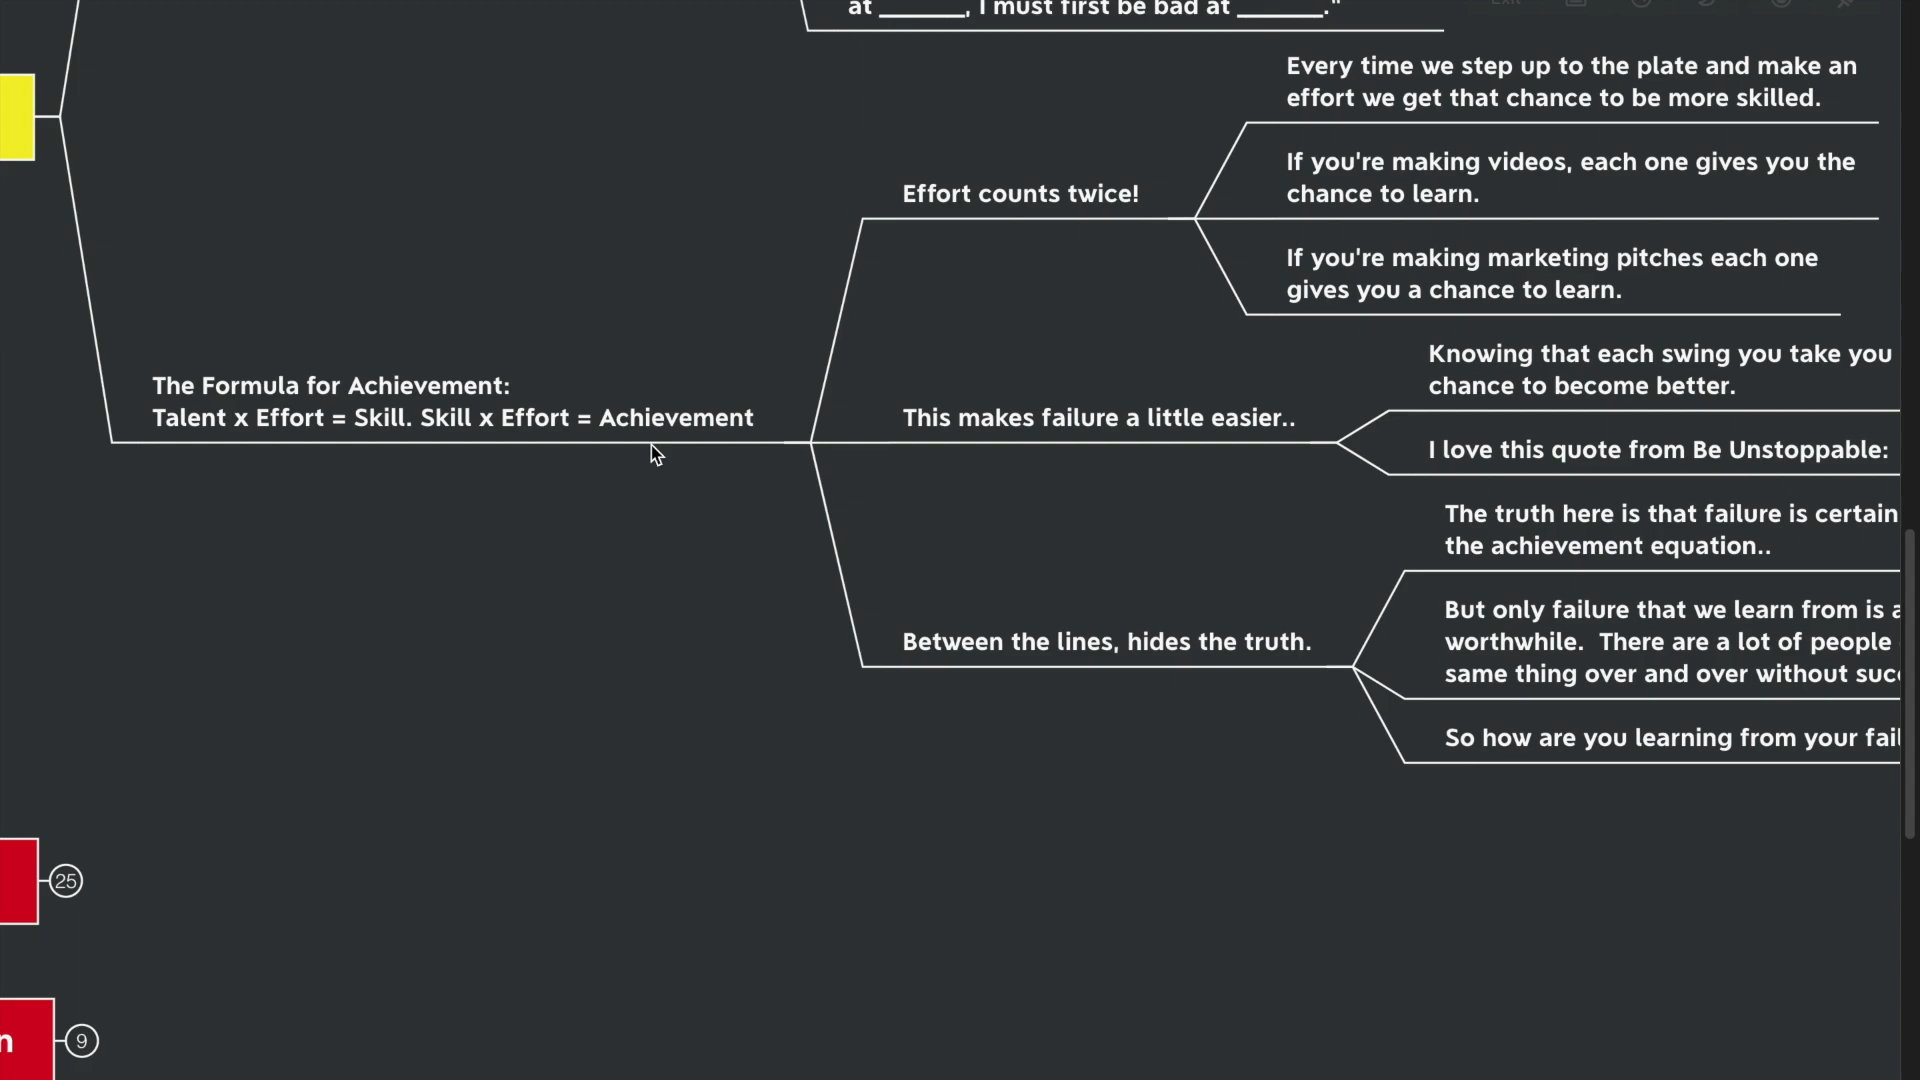 at ______, I must first be bad at ______."
Every time we step up to the plate and make an
effort we get that chance to be more skilled.
If you're making videos, each one gives you the
chance to learn.
Effort counts twice!
If you're making marketing pitches each one
gives you a chance to learn.
The Formula for Achievement:
Talent x Effort = Skill. Skill x Effort = Achievement
Knowing that each swing you take you
chance to become better.
This makes failure a little easier..
I love this quote from Be Unstoppable:
The truth here is that failure is certain
the achievement equation..
Between the lines, hides the truth.
But only failure that we learn from is
worthwhile.  There are a lot of people
same thing over and over without
So how are you learning from your
25
9